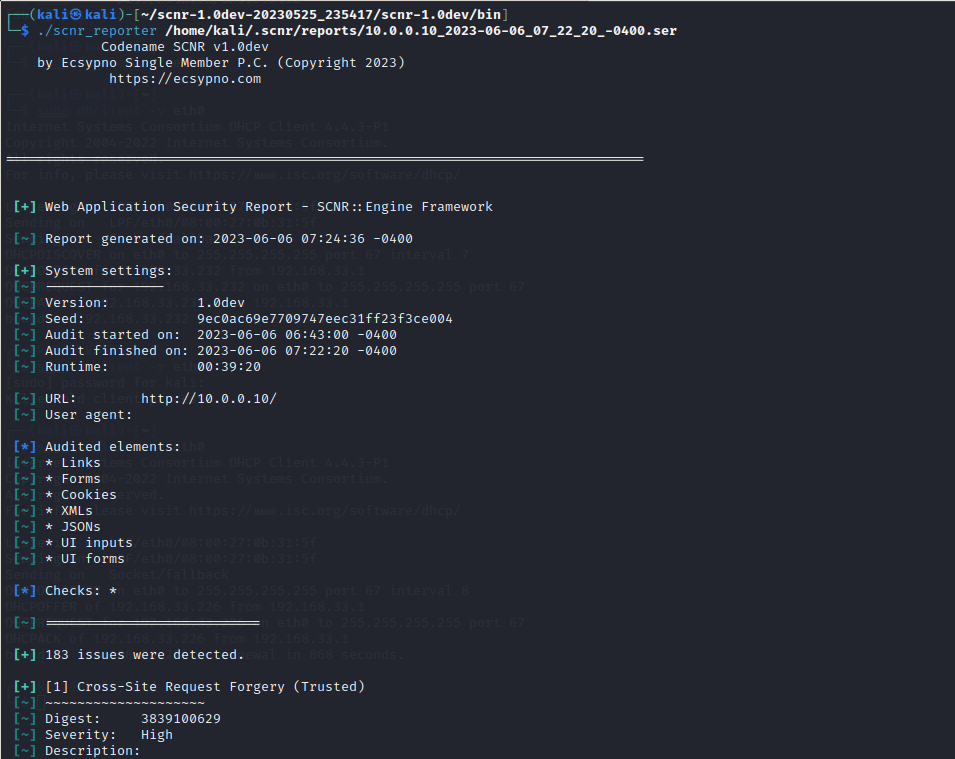 ┌──(kali㉿kali)-[~/scnr-1.0dev-20230525_235417/scnr-1.0dev/bin]
└─$ ./scnr_reporter /home/kali/.scnr/reports/10.0.0.10_2023-06-06_07_22_20_-0400.ser
Codename SCNR v1.0dev
by Ecsypno Single Member P.C. (Copyright 2023)
https://ecsypno.com
[+] Web Application Security Report - SCNR::Engine Framework
[~] Report generated on: 2023-06-06 07:24:36 -0400
[+] System settings:
[~] ---------------
[~] Version: 1.0dev
[~] Seed: 9ec0ac69e7709747eec31ff23f3ce004
[~] Audit started on: 2023-06-06 06:43:00 -0400
[~] Audit finished on: 2023-06-06 07:22:20 -0400
[~] Runtime: 00:39:20
[~] URL: http://10.0.0.10/
[~] User agent:
[*] Audited elements:
[~] * Links
[~] * Forms
[~] * Cookies
[~] * XMLs
[~] * JSONs
[~] * UI inputs
[~] * UI forms
[*] Checks: *
[~] ===========================
[+] 183 issues were detected.
[+] [1] Cross-Site Request Forgery (Trusted)
[~] ~~~~~~~~~~~~~~~~~~~~
[~] Digest: 3839100629
[~] Severity: High
[~] Description: